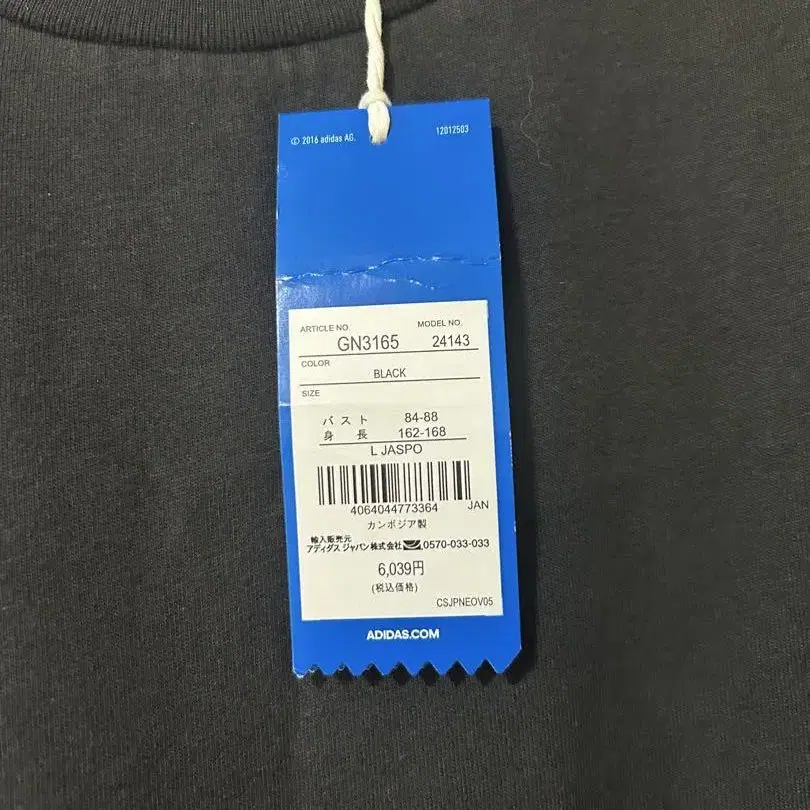 © 2016 adidas AG. 12012503
ARTICLE NO. MODEL NO.
GN3165 24143
COLOR
BLACK
SIZE
バスト 84-88
身長 162-168
L JASPO
4064044773364 JAN
カンボジア製
輸入販売元
アディダス ジャパン株式会社 0570-033-033
6,039円
(税込価格)
CSJPNEOV05
ADIDAS.COM